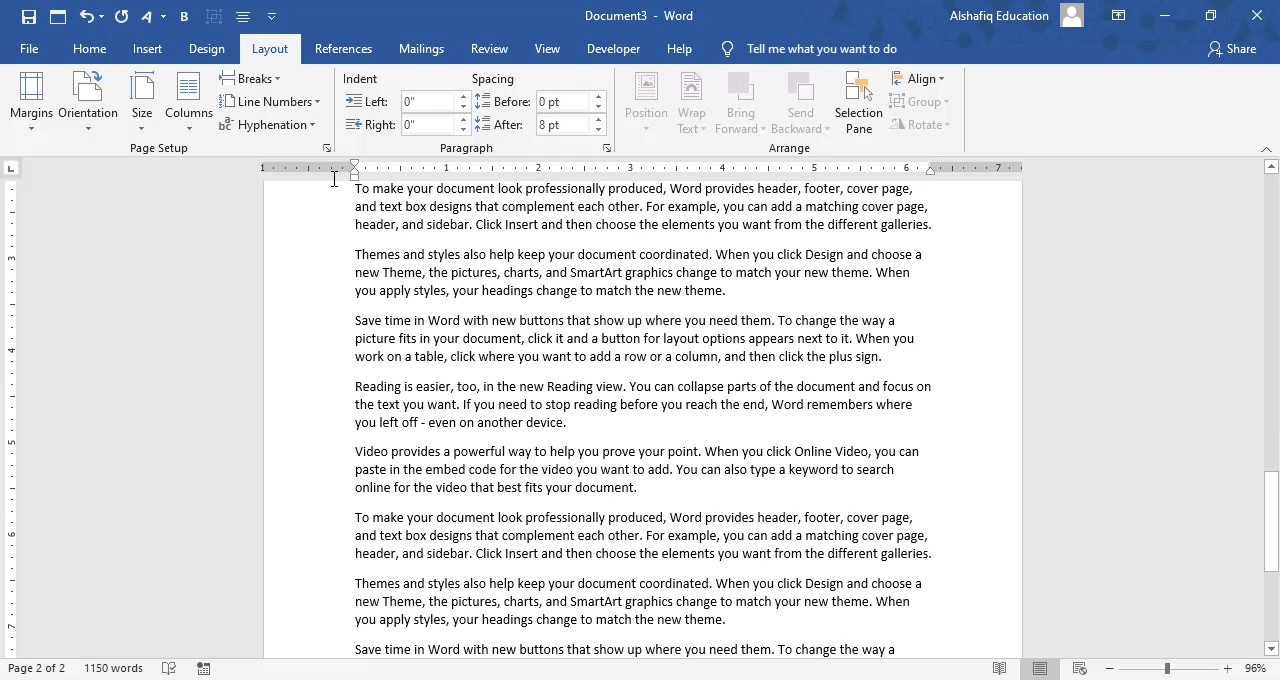 Document3 - Word
Alshafiq Education
File Home Insert Design Layout References Mailings Review View Developer Help Tell me what you want to do Share
Margins Orientation Size Columns
Breaks
Line Numbers
Hyphenation
Page Setup
Indent Spacing
Left: 0" Before: 0 pt
Right: 0" After: 8 pt
Paragraph
Position Wrap Text Bring Forward Send Backward Selection Pane
Align
Group
Rotate
Arrange
1 1 2 3 4 5 6 7
3
4
5
6
7
To make your document look professionally produced, Word provides header, footer, cover page,
and text box designs that complement each other. For example, you can add a matching cover page,
header, and sidebar. Click Insert and then choose the elements you want from the different galleries.
Themes and styles also help keep your document coordinated. When you click Design and choose a
new Theme, the pictures, charts, and SmartArt graphics change to match your new theme. When
you apply styles, your headings change to match the new theme.
Save time in Word with new buttons that show up where you need them. To change the way a
picture fits in your document, click it and a button for layout options appears next to it. When you
work on a table, click where you want to add a row or a column, and then click the plus sign.
Reading is easier, too, in the new Reading view. You can collapse parts of the document and focus on
the text you want. If you need to stop reading before you reach the end, Word remembers where
you left off - even on another device.
Video provides a powerful way to help you prove your point. When you click Online Video, you can
paste in the embed code for the video you want to add. You can also type a keyword to search
online for the video that best fits your document.
To make your document look professionally produced, Word provides header, footer, cover page,
and text box designs that complement each other. For example, you can add a matching cover page,
header, and sidebar. Click Insert and then choose the elements you want from the different galleries.
Themes and styles also help keep your document coordinated. When you click Design and choose a
new Theme, the pictures, charts, and SmartArt graphics change to match your new theme. When
you apply styles, your headings change to match the new theme.
Save time in Word with new buttons that show up where you need them. To change the way a
Page 2 of 2 1150 words 96%